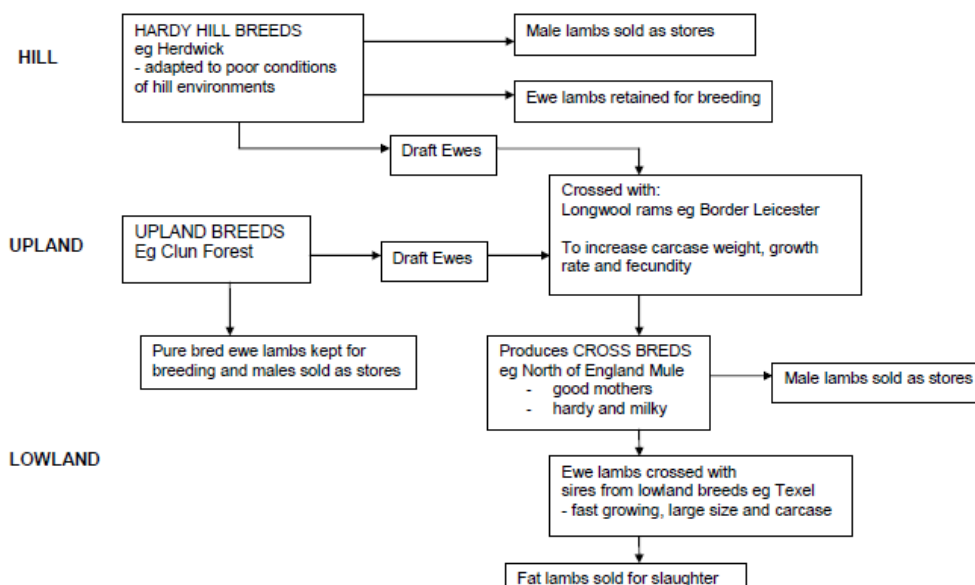 HILL
HARDY HILL BREEDS
eg Herdwick
- adapted to poor conditions
of hill environments
Male lambs sold as stores
Ewe lambs retained for breeding
Draft Ewes
Crossed with:
Longwool rams eg Border Leicester
To increase carcase weight, growth
rate and fecundity
UPLAND
UPLAND BREEDS
Eg Clun Forest
Draft Ewes
Pure bred ewe lambs kept for
breeding and males sold as stores
Produces CROSS BREDS
eg North of England Mule
- good mothers
- hardy and milky
Male lambs sold as stores
LOWLAND
Ewe lambs crossed with
sires from lowland breeds eg Texel
- fast growing, large size and carcase
Fat lambs sold for slaughter